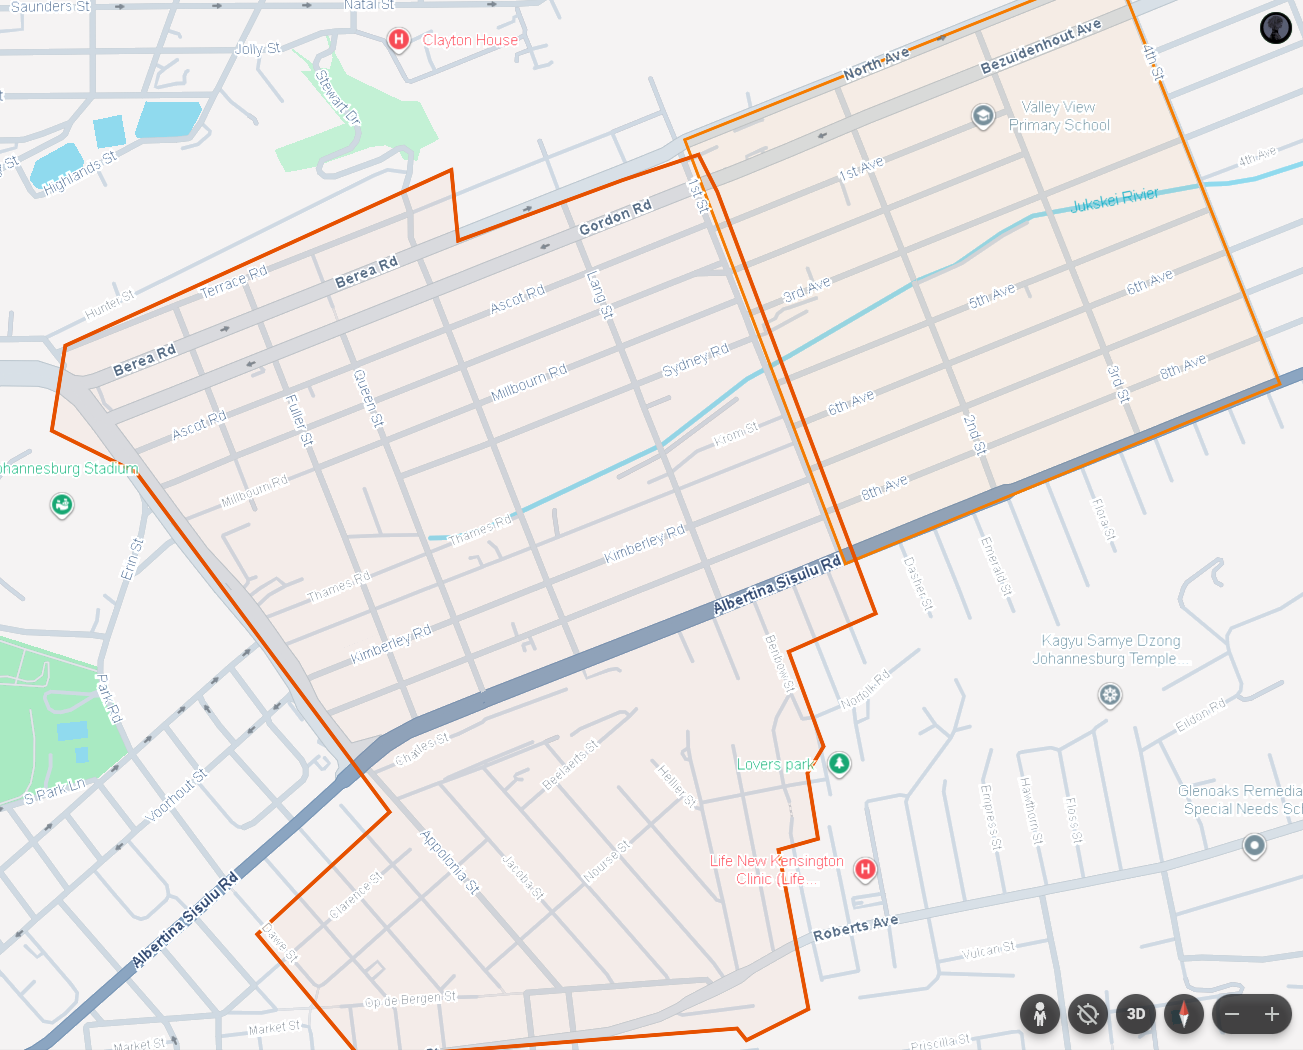 Saunders St
Natal St
Clayton House
Jolly St
Stewart Dr
Highlands St
North Ave
Bezuidenhout Ave
4th St
Valley View
Primary School
1st Ave
4th Ave
Jukskei Rivier
1st St
Gordon Rd
Berea Rd
Terrace Rd
Hunter St
Berea Rd
Lang St
Ascot Rd
3rd Ave
5th Ave
6th Ave
Sydney Rd
Millbourn Rd
8th Ave
3rd St
Queen St
Fuller St
Ascot Rd
6th Ave
2nd St
Krom St
Johannesburg Stadium
Millbourn Rd
8th Ave
Flora St
Thames Rd
Kimberley Rd
Erin St
Emerald St
Dasher St
Thames Rd
Albertina Sisulu Rd
Kimberley Rd
Kagyu Samye Dzong
Johannesburg Temple...
Benbow St
Norfolk Rd
Park Rd
Eildon Rd
Charles St
Beelaerts St
Hellier St
Lovers park
S Park Ln
Voorhout St
Empress St
Hawthorn St
Floss St
Glenoaks Remedia
Special Needs Sch
Appolonia St
Jacoba St
Nourse St
Life New Kensington
Clinic (Life...
Clarence St
Albertina Sisulu Rd
Dawe St
Roberts Ave
Vulcan St
Op de Bergen St
Market St
Market St
Priscilla St
3D